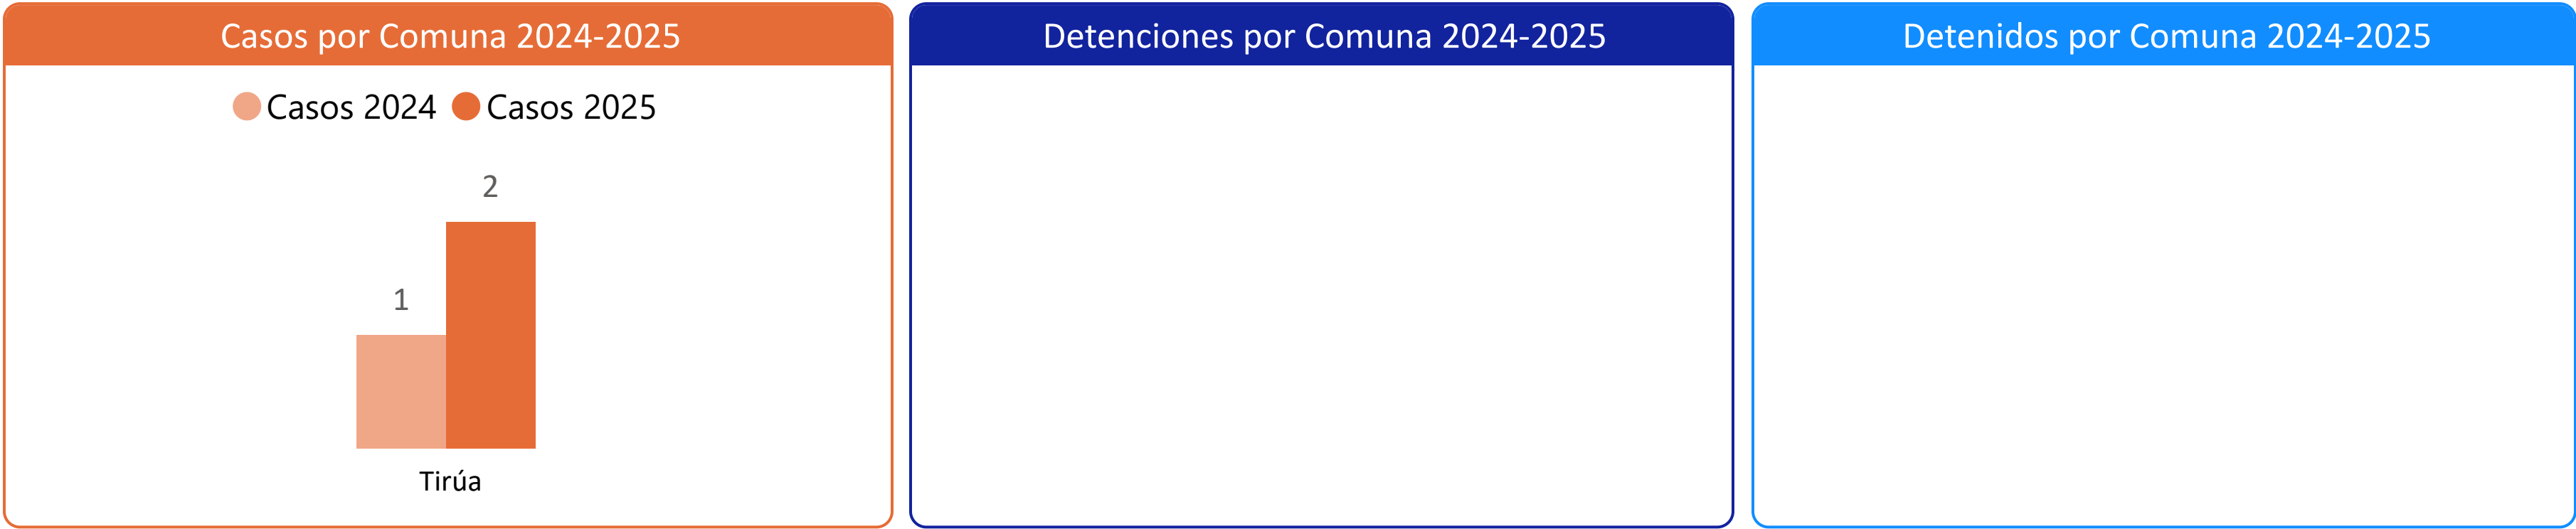 Casos por Comuna 2024-2025
Casos 2024 Casos 2025
2
1
Tirúa
Detenciones por Comuna 2024-2025
Detenidos por Comuna 2024-2025